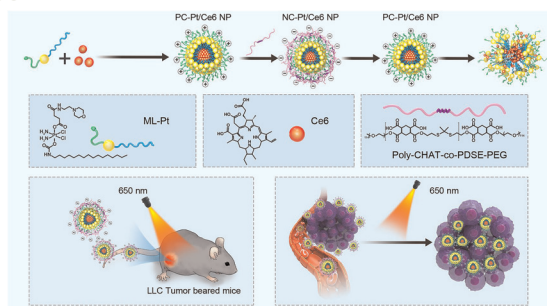 PC-Pt/Ce6 NP
NC-Pt/Ce6 NP
PC-Pt/Ce6 NP
ML-Pt
Ce6
Poly-CHAT-co-PDSE-PEG
650 nm
LLC Tumor beared mice
650 nm